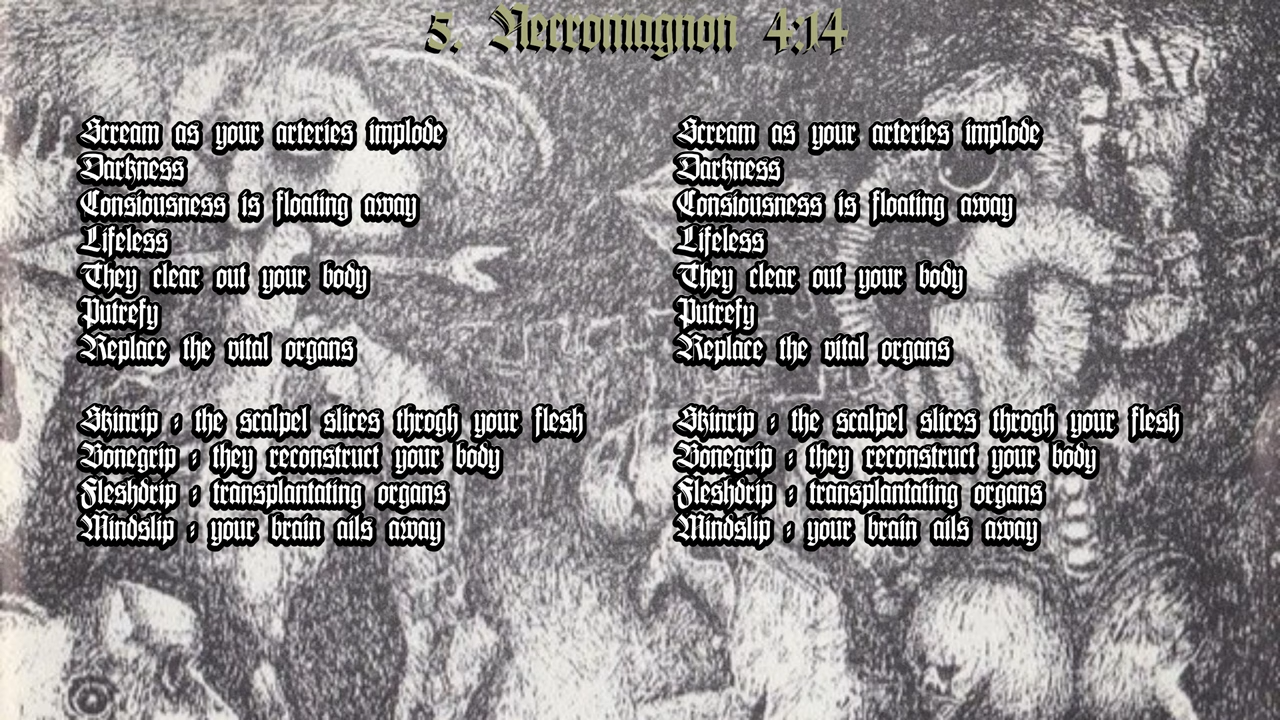 5. Necromagnon 4:14
Scream as your arteries implode
Darkness
Consiousness is floating away
Lifeless
They clear out your body
Putrefy
Replace the vital organs
Skinrip : the scalpel slices throgh your flesh
Bonegrip : they reconstruct your body
Fleshdrip : transplantating organs
Mindslip : your brain ails away
Scream as your arteries implode
Darkness
Consiousness is floating away
Lifeless
They clear out your body
Putrefy
Replace the vital organs
Skinrip : the scalpel slices throgh your flesh
Bonegrip : they reconstruct your body
Fleshdrip : transplantating organs
Mindslip : your brain ails away